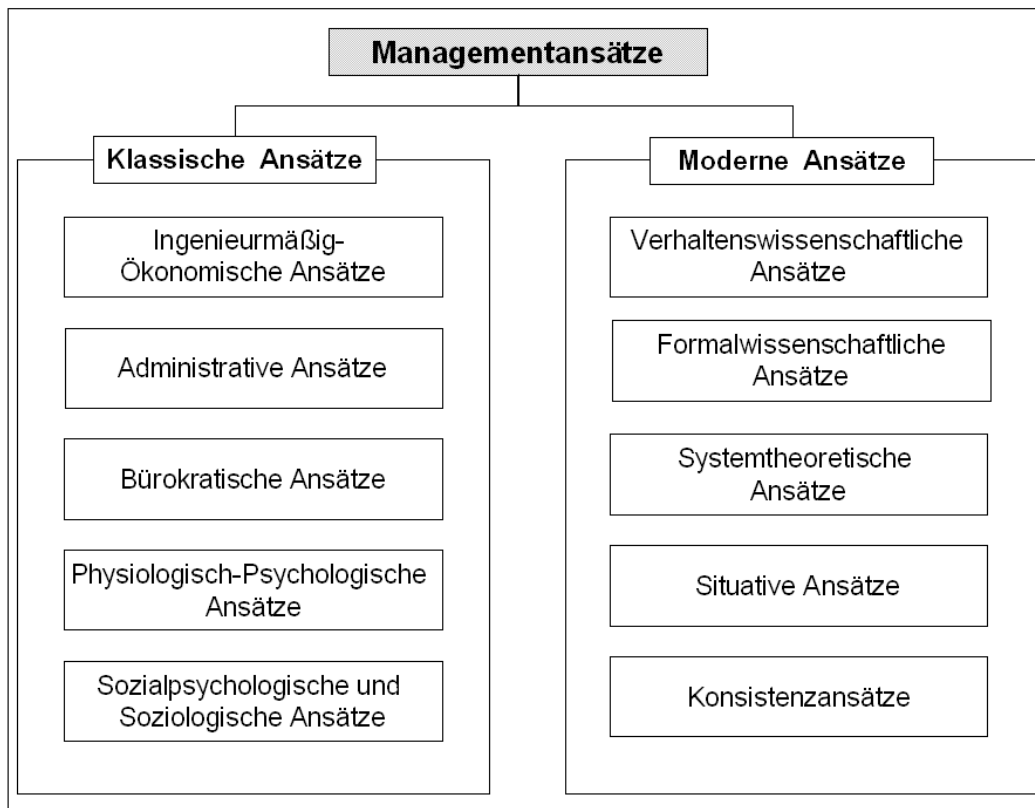 Managementansätze
Klassische Ansätze
Ingenieurmäßig-
Ökonomische Ansätze
Administrative Ansätze
Bürokratische Ansätze
Physiologisch-Psychologische
Ansätze
Sozialpsychologische und
Soziologische Ansätze
Moderne Ansätze
Verhaltenswissenschaftliche
Ansätze
Formalwissenschaftliche
Ansätze
Systemtheoretische
Ansätze
Situative Ansätze
Konsistenzansätze